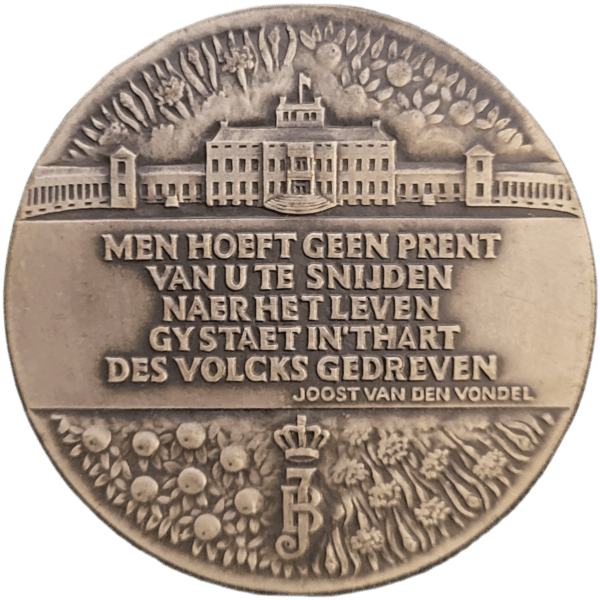 MEN HOEFT GEEN PRENT
VAN U TE SNIJDEN
NAER HET LEVEN
GY STAET IN'T HART
DES VOLCKS GEDREVEN
JOOST VAN DEN VONDEL